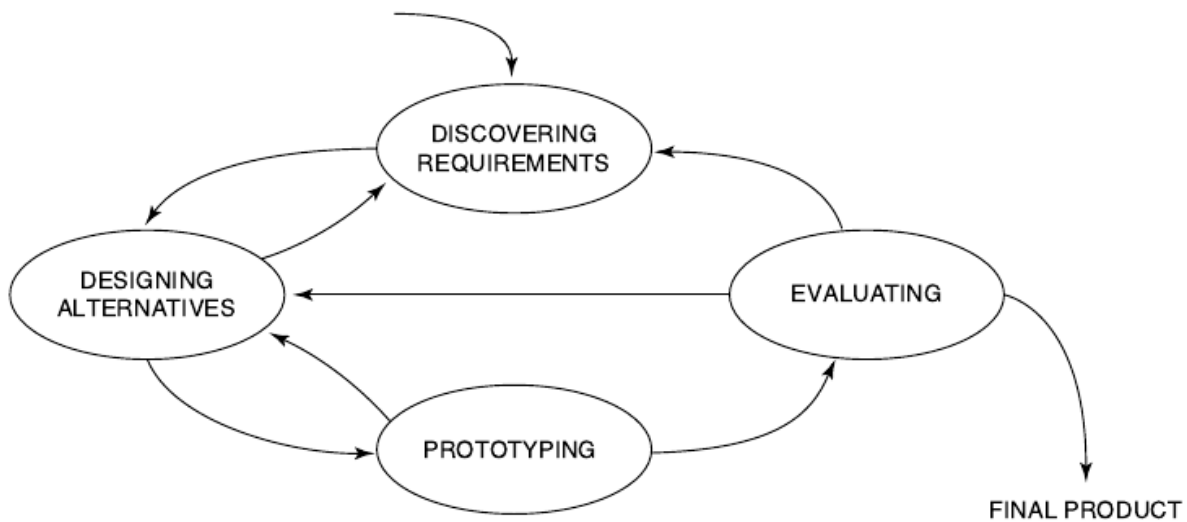 DISCOVERING
REQUIREMENTS
DESIGNING
ALTERNATIVES
EVALUATING
PROTOTYPING
FINAL PRODUCT